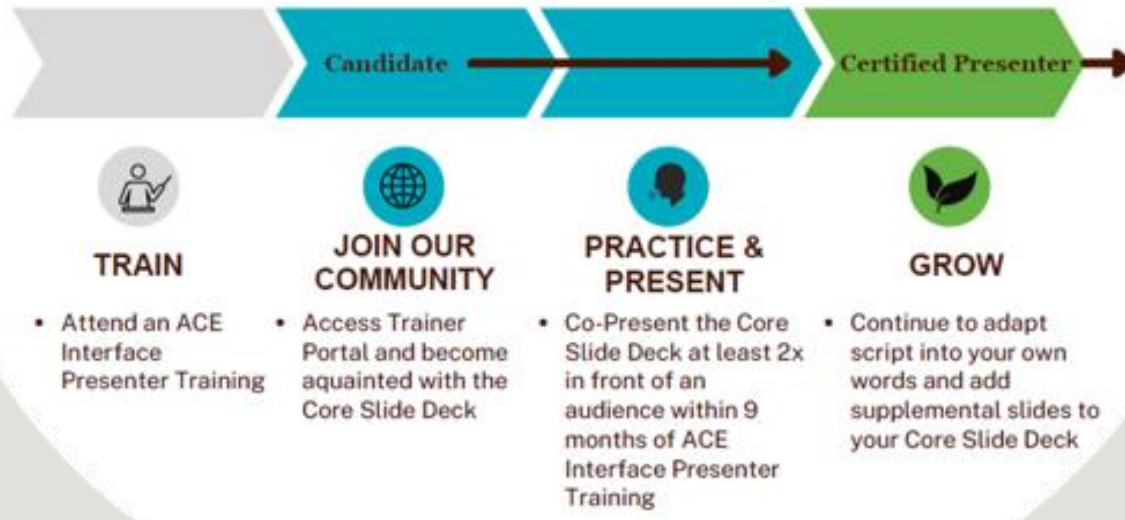 Candidate
Certified Presenter
TRAIN
• Attend an ACE
Interface
Presenter Training
JOIN OUR
COMMUNITY
• Access Trainer
Portal and become
aquainted with the
Core Slide Deck
PRACTICE &
PRESENT
• Co-Present the Core
Slide Deck at least 2x
in front of an
audience within 9
months of ACE
Interface Presenter
Training
GROW
• Continue to adapt
script into your own
words and add
supplemental slides to
your Core Slide Deck